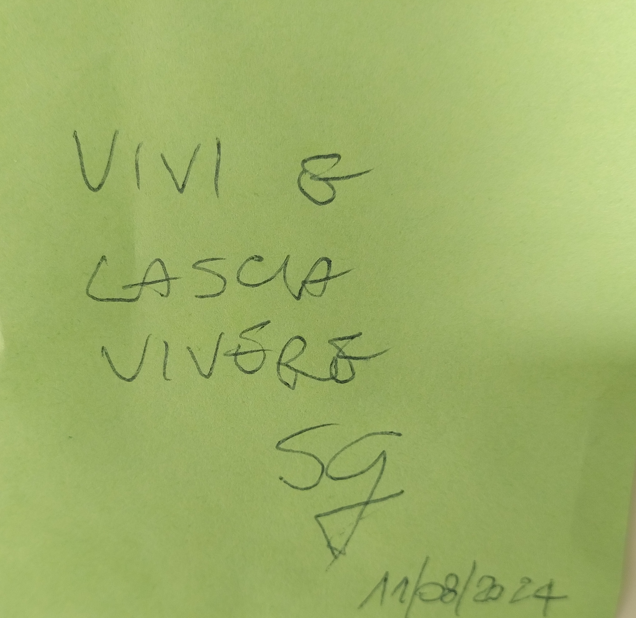 VIVI E
LASCIA
VIVERE
SG
11/08/2024